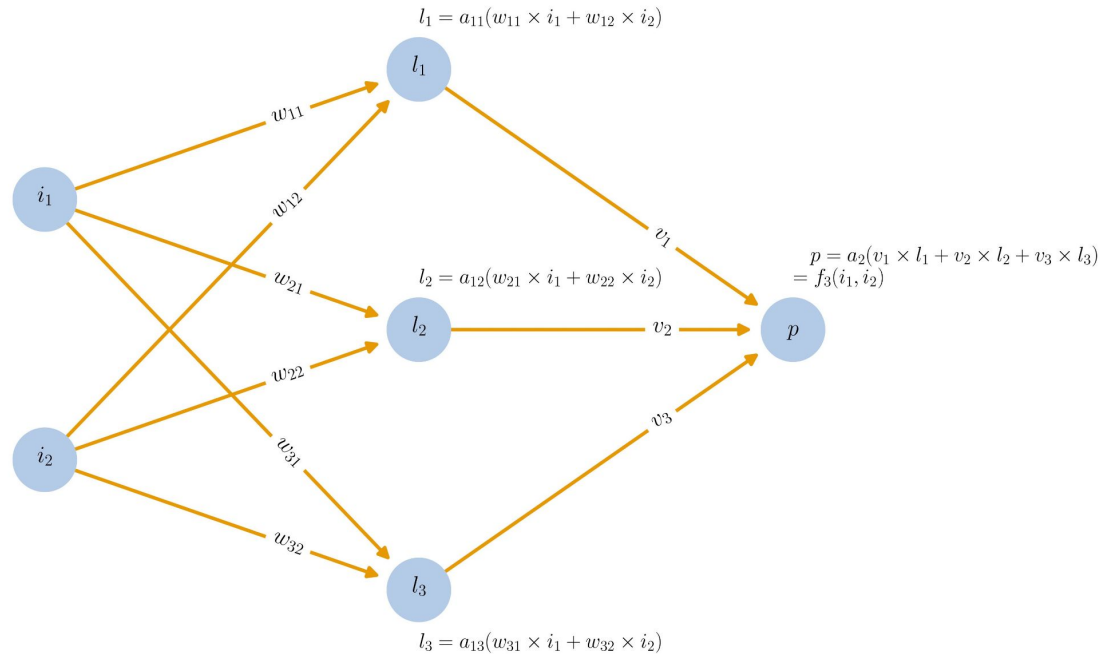 l₁ = a₁₁(w₁₁ × i₁ + w₁₂ × i₂)
l₁
w₁₁
i₁
w₁₂
v₁
p = a₂(v₁ × l₁ + v₂ × l₂ + v₃ × l₃)
= f₃(i₁, i₂)
w₂₁
l₂ = a₁₂(w₂₁ × i₁ + w₂₂ × i₂)
l₂
v₂
p
w₂₂
v₃
i₂
w₃₁
w₃₂
l₃
l₃ = a₁₃(w₃₁ × i₁ + w₃₂ × i₂)